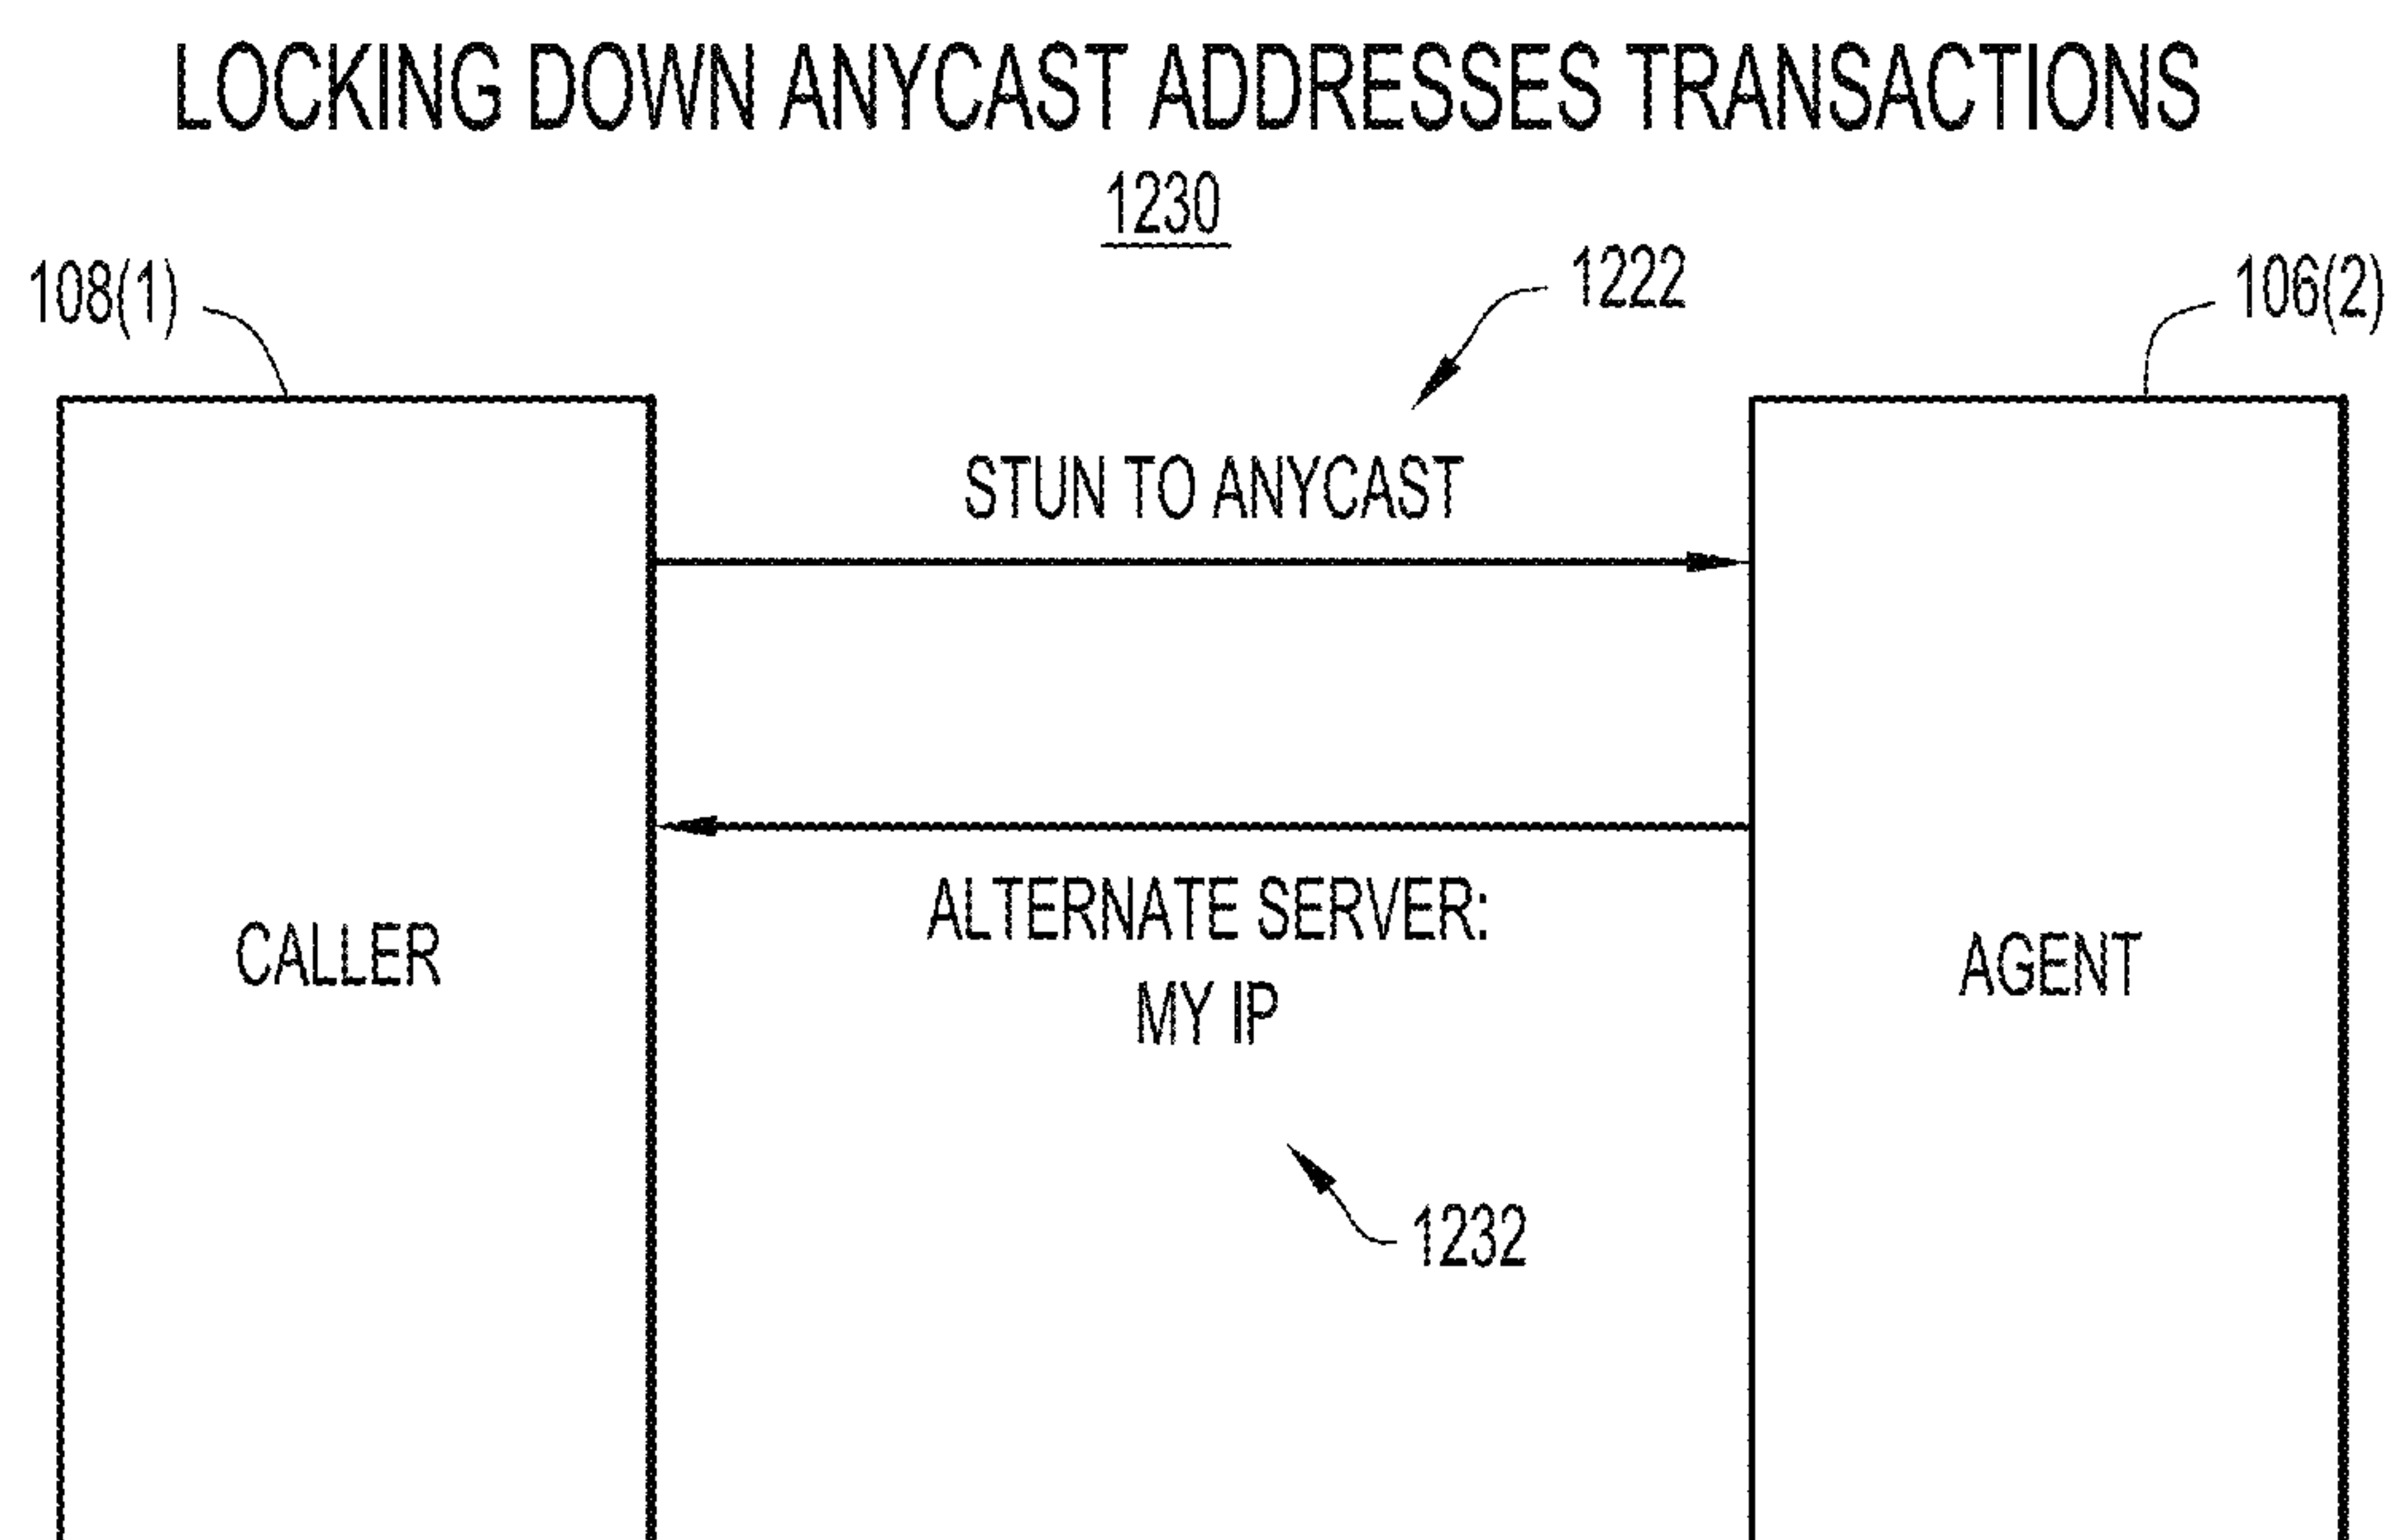 LOCKING DOWN ANYCAST ADDRESSES TRANSACTIONS
1230
108(1)
1222
106(2)
STUN TO ANYCAST
ALTERNATE SERVER:
MY IP
CALLER
AGENT
1232